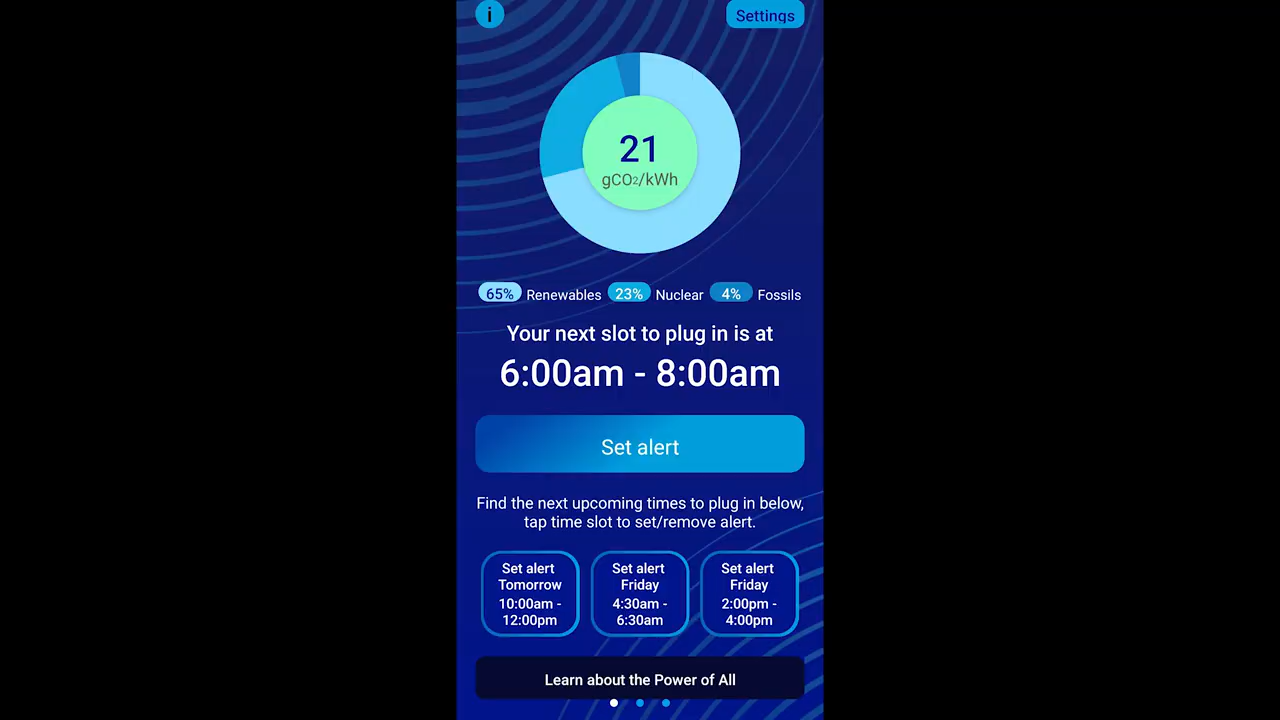 i
Settings
21
gCO2/kWh
65% Renewables 23% Nuclear 4% Fossils
Your next slot to plug in is at
6:00am - 8:00am
Set alert
Find the next upcoming times to plug in below,
tap time slot to set/remove alert.
Set alert
Tomorrow
10:00am -
12:00pm
Set alert
Friday
4:30am -
6:30am
Set alert
Friday
2:00pm -
4:00pm
Learn about the Power of All